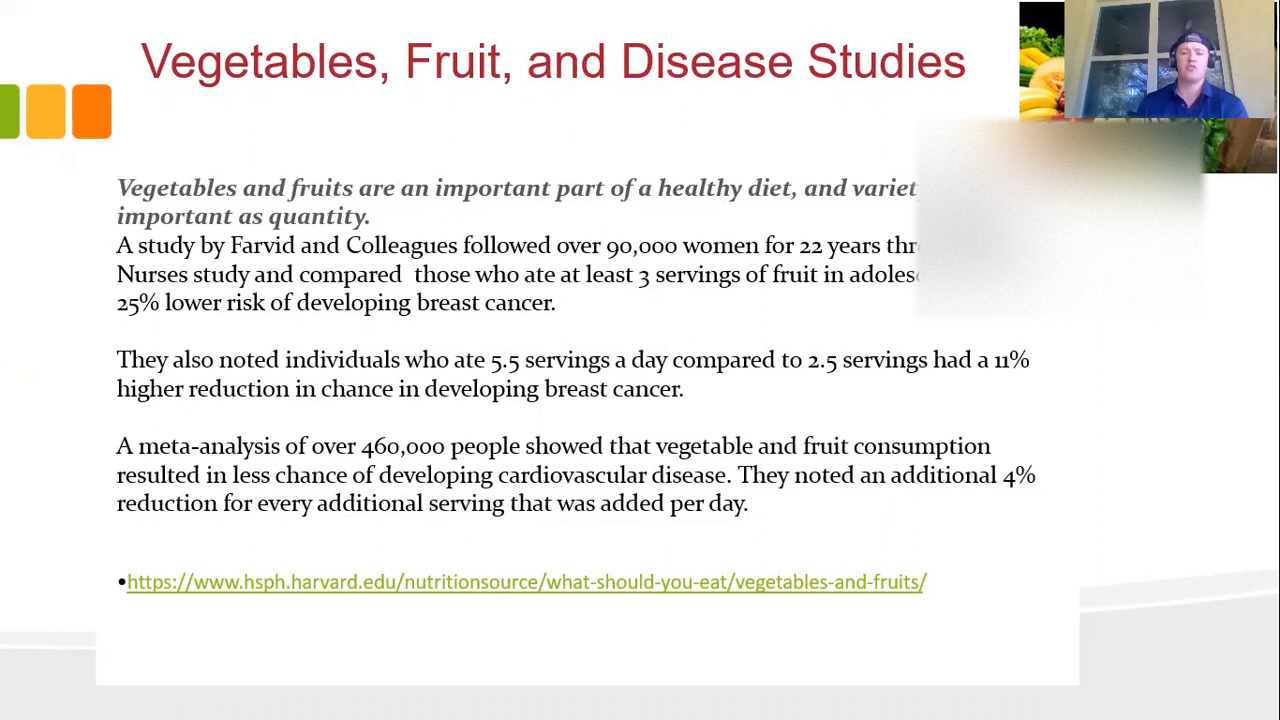 Vegetables, Fruit, and Disease Studies
Vegetables and fruits are an important part of a healthy diet, and
important as quantity.
A study by Farvid and Colleagues followed over 90,000 women for 22 years
Nurses study and compared those who ate at least 3 servings of fruit in
25% lower risk of developing breast cancer.
They also noted individuals who ate 5.5 servings a day compared to 2.5 servings had a 11%
higher reduction in chance in developing breast cancer.
A meta-analysis of over 460,000 people showed that vegetable and fruit consumption
resulted in less chance of developing cardiovascular disease. They noted an additional 4%
reduction for every additional serving that was added per day.
•https://www.hsph.harvard.edu/nutritionsource/what-should-you-eat/vegetables-and-fruits/